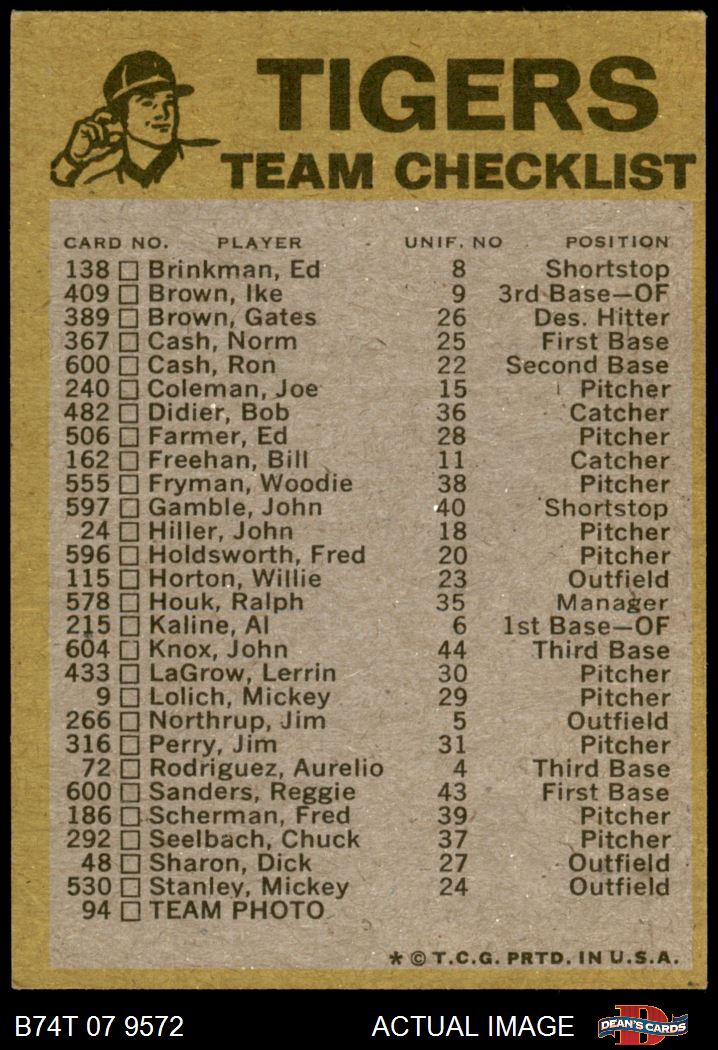 TIGERS
TEAM CHECKLIST
CARD NO. PLAYER UNIF. NO POSITION
138 Brinkman, Ed 8 Shortstop
409 Brown, Ike 9 3rd Base—OF
389 Brown, Gates 26 Des. Hitter
367 Cash, Norm 25 First Base
600 Cash, Ron 22 Second Base
240 Coleman, Joe 15 Pitcher
482 Didier, Bob 36 Catcher
506 Farmer, Ed 28 Pitcher
162 Freehan, Bill 11 Catcher
555 Fryman, Woodie 38 Pitcher
597 Gamble, John 40 Shortstop
24 Hiller, John 18 Pitcher
596 Holdsworth, Fred 20 Pitcher
115 Horton, Willie 23 Outfield
578 Houk, Ralph 35 Manager
215 Kaline, Al 6 1st Base—OF
604 Knox, John 44 Third Base
433 LaGrow, Lerrin 30 Pitcher
9 Lolich, Mickey 29 Pitcher
266 Northrup, Jim 5 Outfield
316 Perry, Jim 31 Pitcher
72 Rodriguez, Aurelio 4 Third Base
600 Sanders, Reggie 43 First Base
186 Scherman, Fred 39 Pitcher
292 Seelbach, Chuck 37 Pitcher
48 Sharon, Dick 27 Outfield
530 Stanley, Mickey 24 Outfield
94 TEAM PHOTO
* © T.C.G. PRTD. IN U.S.A.
B74T 07 9572 ACTUAL IMAGE D DEAN'S CARDS